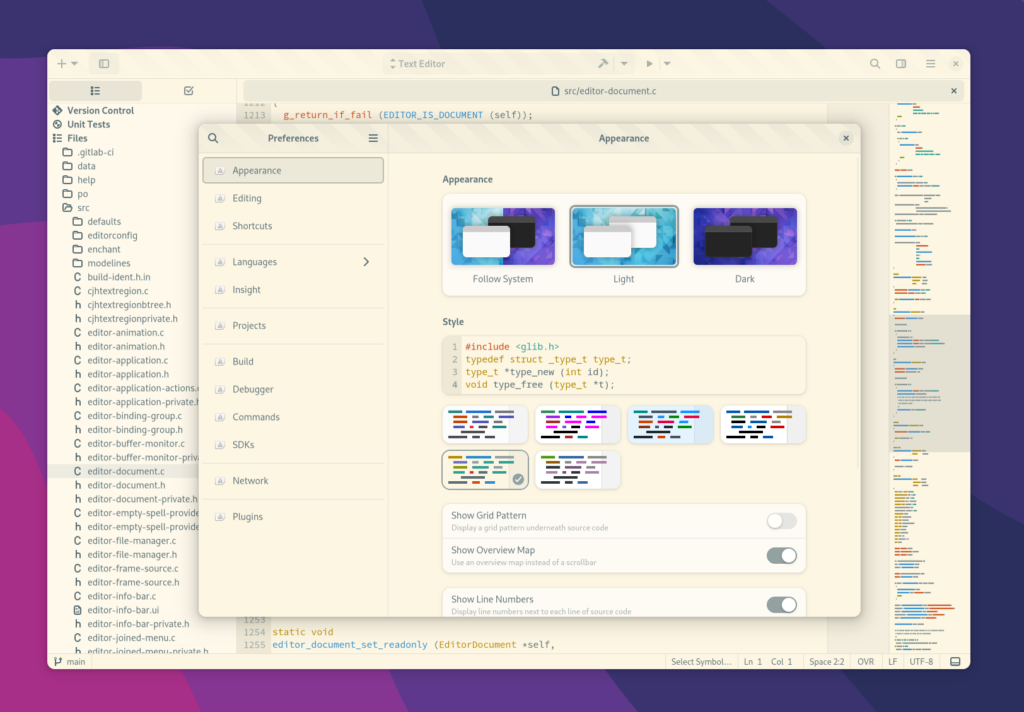 Text Editor
src/editor-document.c
Version Control
Unit Tests
Files
.gitlab-ci
data
help
po
src
defaults
editorconfig
enchant
modelines
build-ident.h.in
cjhtextregion.c
cjhtextregionbtree.h
cjhtextregionprivate.h
editor-animation.c
editor-animation.h
editor-application.c
editor-application.h
editor-application-actions.c
editor-application-private.h
editor-binding-group.c
editor-binding-group.h
editor-buffer-monitor.c
editor-buffer-monitor-priva
editor-document.c
editor-document.h
editor-document-private.h
editor-empty-spell-provide
editor-empty-spell-provide
editor-file-manager.c
editor-file-manager.h
editor-frame-source.c
editor-frame-source.h
editor-info-bar.c
editor-info-bar.ui
editor-info-bar-private.h
editor-joined-menu.c
editor-joined-menu-private.h
1212 {
1213 g_return_if_fail (EDITOR_IS_DOCUMENT (self));
Preferences
Appearance
Editing
Shortcuts
Languages
Insight
Projects
Build
Debugger
Commands
SDKs
Network
Plugins
Appearance
Appearance
Follow System
Light
Dark
Style
1 #include <glib.h>
2 typedef struct _type_t type_t;
3 type_t *type_new (int id);
4 void type_free (type_t *t);
Show Grid Pattern
Display a grid pattern underneath source code
Show Overview Map
Use an overview map instead of a scrollbar
Show Line Numbers
Display line numbers next to each line of source code
1253
1254 static void
1255 editor_document_set_readonly (EditorDocument *self,
main
Select Symbol...
Ln 1 Col 1
Space 2:2
OVR
LF
UTF-8